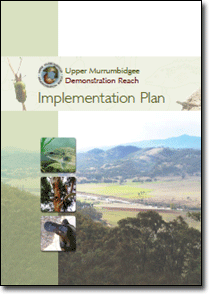 Upper Murrumbidgee
Demonstration Reach
Implementation Plan